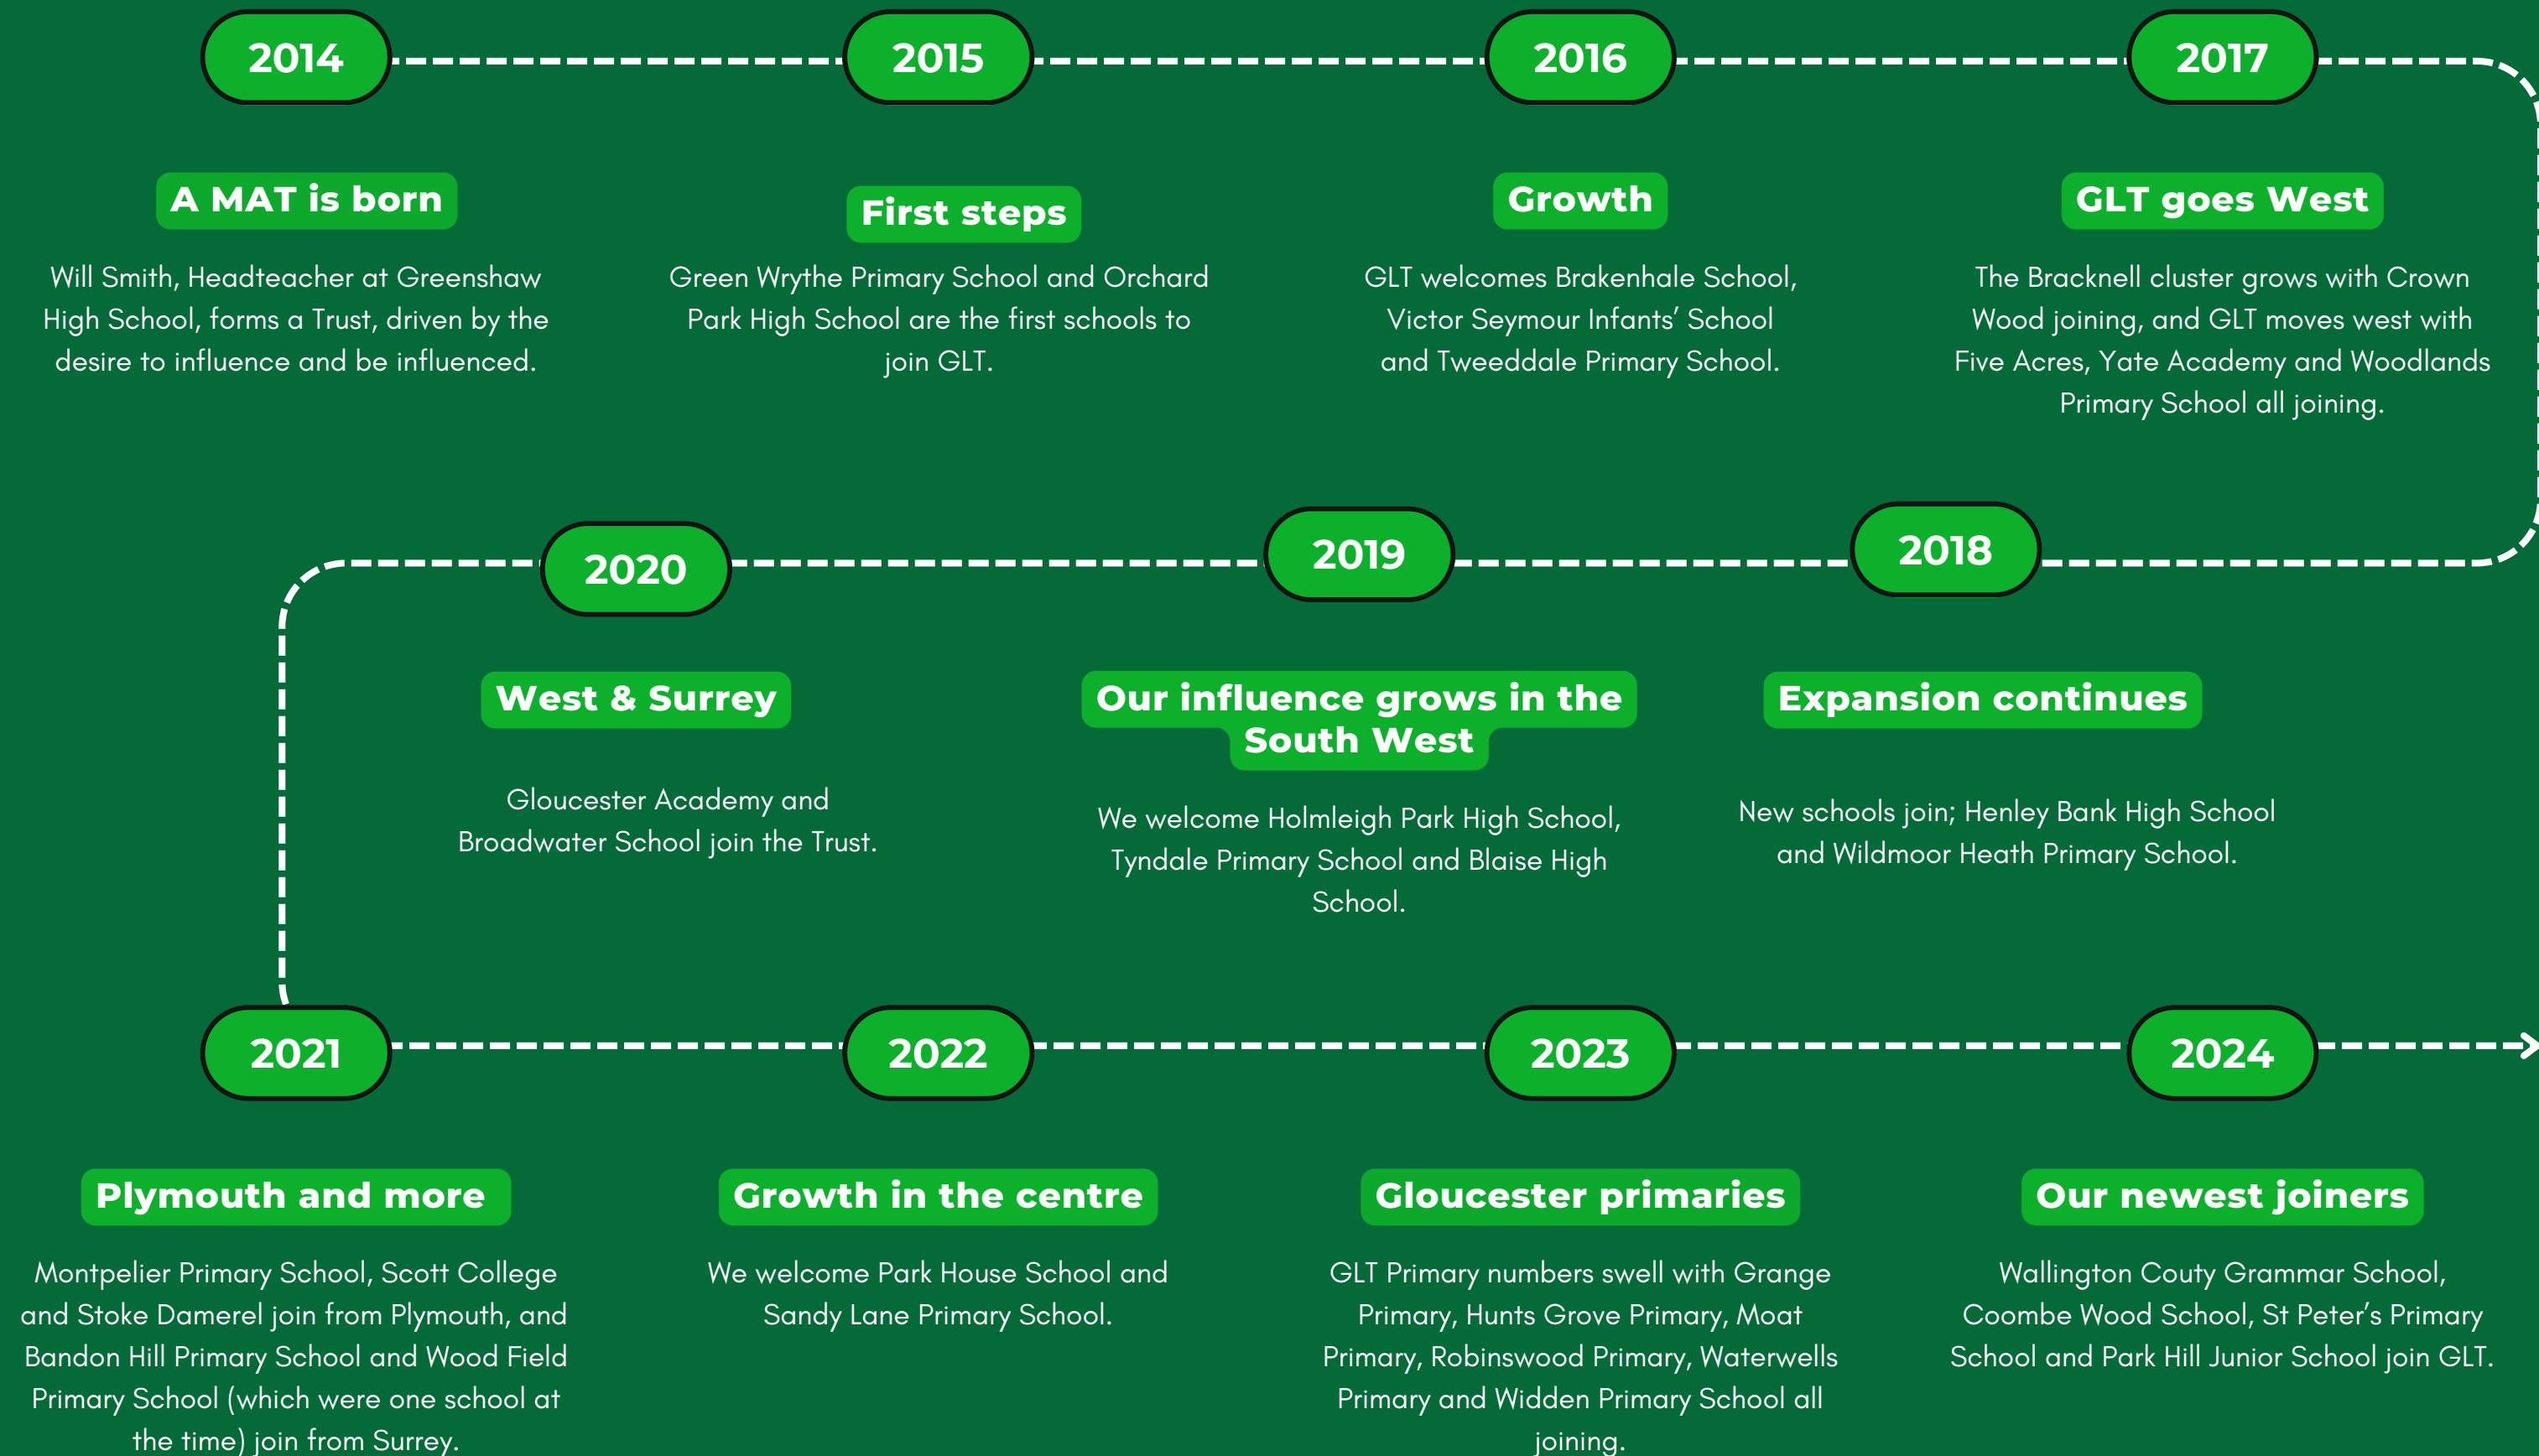 2014
A MAT is born
Will Smith, Headteacher at Greenshaw
High School, forms a Trust, driven by the
desire to influence and be influenced.
2015
First steps
Green Wrythe Primary School and Orchard
Park High School are the first schools to
join GLT.
2016
Growth
GLT welcomes Brakenhale School,
Victor Seymour Infants’ School
and Tweeddale Primary School.
2017
GLT goes West
The Bracknell cluster grows with Crown
Wood joining, and GLT moves west with
Five Acres, Yate Academy and Woodlands
Primary School all joining.
2018
Expansion continues
New schools join; Henley Bank High School
and Wildmoor Heath Primary School.
2019
Our influence grows in the
South West
We welcome Holmleigh Park High School,
Tyndale Primary School and Blaise High
School.
2020
West & Surrey
Gloucester Academy and
Broadwater School join the Trust.
2021
Plymouth and more
Montpelier Primary School, Scott College
and Stoke Damerel join from Plymouth, and
Bandon Hill Primary School and Wood Field
Primary School (which were one school at
the time) join from Surrey.
2022
Growth in the centre
We welcome Park House School and
Sandy Lane Primary School.
2023
Gloucester primaries
GLT Primary numbers swell with Grange
Primary, Hunts Grove Primary, Moat
Primary, Robinswood Primary, Waterwells
Primary and Widden Primary School all
joining.
2024
Our newest joiners
Wallington Couty Grammar School,
Coombe Wood School, St Peter’s Primary
School and Park Hill Junior School join GLT.